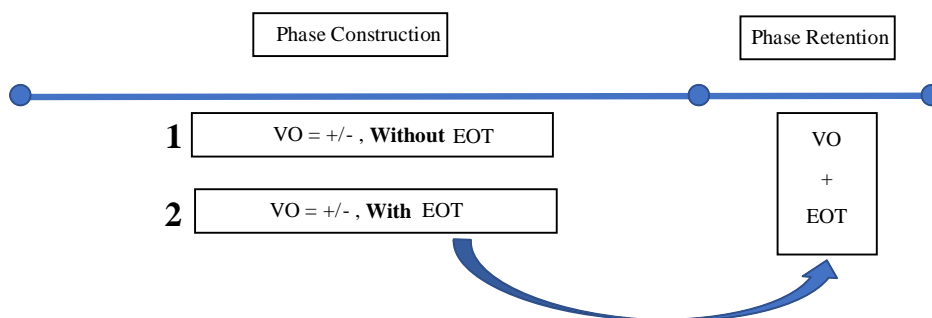 Phase Construction
Phase Retention
1
VO = +/- , Without EOT
2
VO = +/- , With EOT
VO
+
EOT